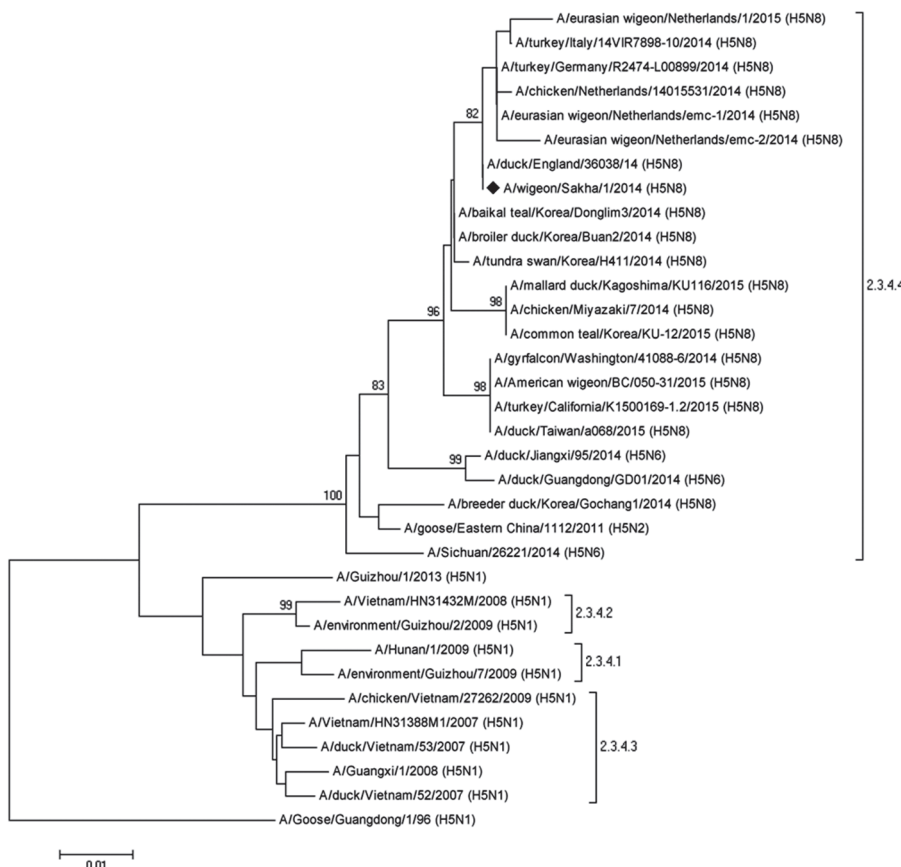 A/eurasian wigeon/Netherlands/1/2015 (H5N8)
A/turkey/Italy/14VIR7898-10/2014 (H5N8)
A/turkey/Germany/R2474-L00899/2014 (H5N8)
A/chicken/Netherlands/14015531/2014 (H5N8)
82
A/eurasian wigeon/Netherlands/emc-1/2014 (H5N8)
A/eurasian wigeon/Netherlands/emc-2/2014 (H5N8)
A/duck/England/36038/14 (H5N8)
A/wigeon/Sakha/1/2014 (H5N8)
A/baikal teal/Korea/Donglim3/2014 (H5N8)
A/broiler duck/Korea/Buan2/2014 (H5N8)
A/tundra swan/Korea/H411/2014 (H5N8)
A/mallard duck/Kagoshima/KU116/2015 (H5N8)
2.3.4.4
98
A/chicken/Miyazaki/7/2014 (H5N8)
96
A/common teal/Korea/KU-12/2015 (H5N8)
A/gyrfalcon/Washington/41088-6/2014 (H5N8)
98
A/American wigeon/BC/050-31/2015 (H5N8)
83
A/turkey/California/K1500169-1.2/2015 (H5N8)
A/duck/Taiwan/a068/2015 (H5N8)
A/duck/Jiangxi/95/2014 (H5N6)
99
A/duck/Guangdong/GD01/2014 (H5N6)
100
A/breeder duck/Korea/Gochang1/2014 (H5N8)
A/goose/Eastern China/1112/2011 (H5N2)
A/Sichuan/26221/2014 (H5N6)
A/Guizhou/1/2013 (H5N1)
99
A/Vietnam/HN31432M/2008 (H5N1)
2.3.4.2
A/environment/Guizhou/2/2009 (H5N1)
A/Hunan/1/2009 (H5N1)
2.3.4.1
A/environment/Guizhou/7/2009 (H5N1)
A/chicken/Vietnam/27262/2009 (H5N1)
A/Vietnam/HN31388M1/2007 (H5N1)
2.3.4.3
A/duck/Vietnam/53/2007 (H5N1)
A/Guangxi/1/2008 (H5N1)
A/duck/Vietnam/52/2007 (H5N1)
A/Goose/Guangdong/1/96 (H5N1)
0.01